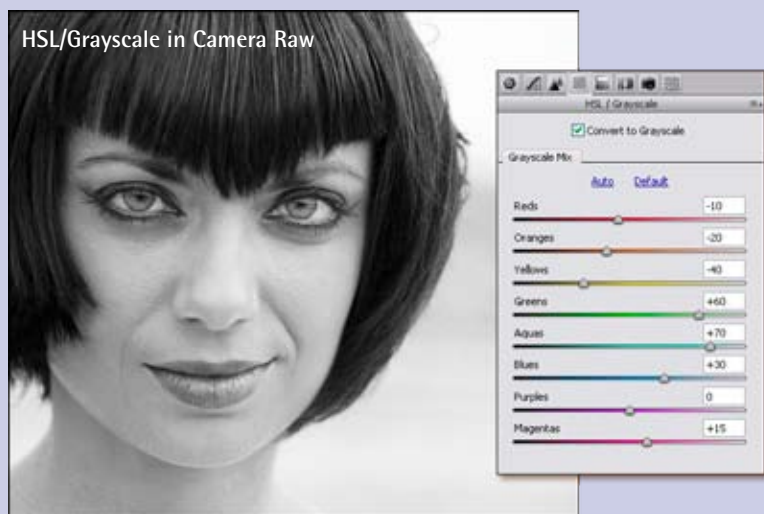 HSL/Grayscale in Camera Raw
HSL / Grayscale
Convert to Grayscale
Grayscale Mix
Auto Default
Reds -10
Oranges -20
Yellows -40
Greens +60
Aquas +70
Blues +30
Purples 0
Magentas +15